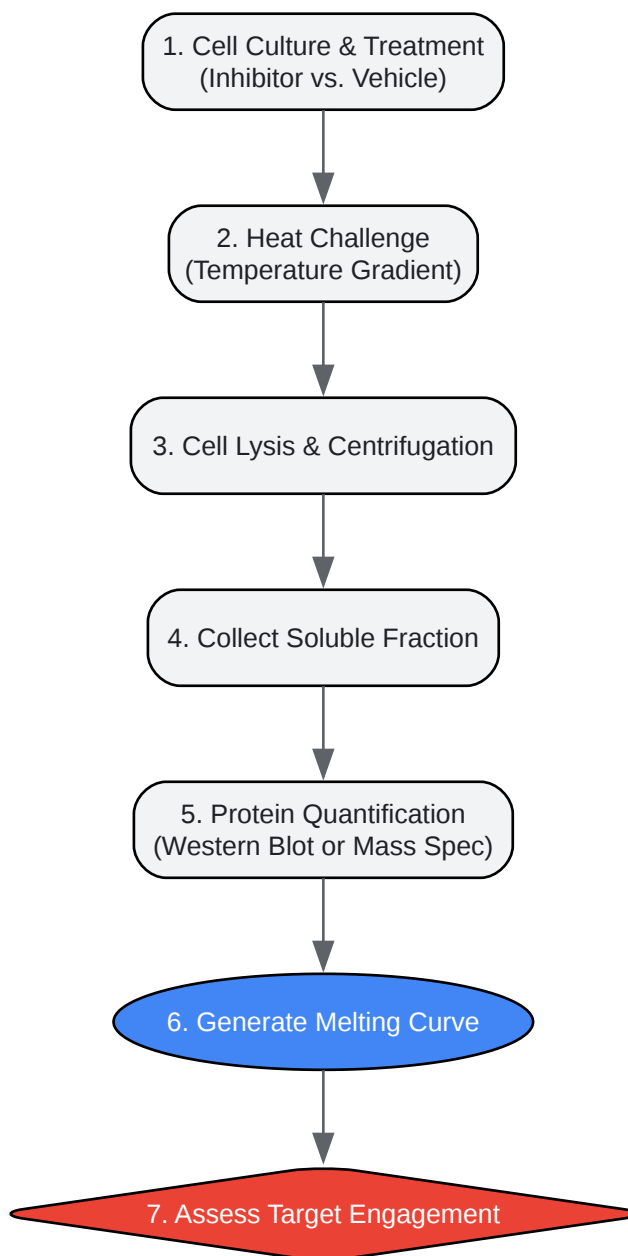 1. Cell Culture & Treatment
(Inhibitor vs. Vehicle)
2. Heat Challenge
(Temperature Gradient)
3. Cell Lysis & Centrifugation
4. Collect Soluble Fraction
5. Protein Quantification
(Western Blot or Mass Spec)
6. Generate Melting Curve
7. Assess Target Engagement